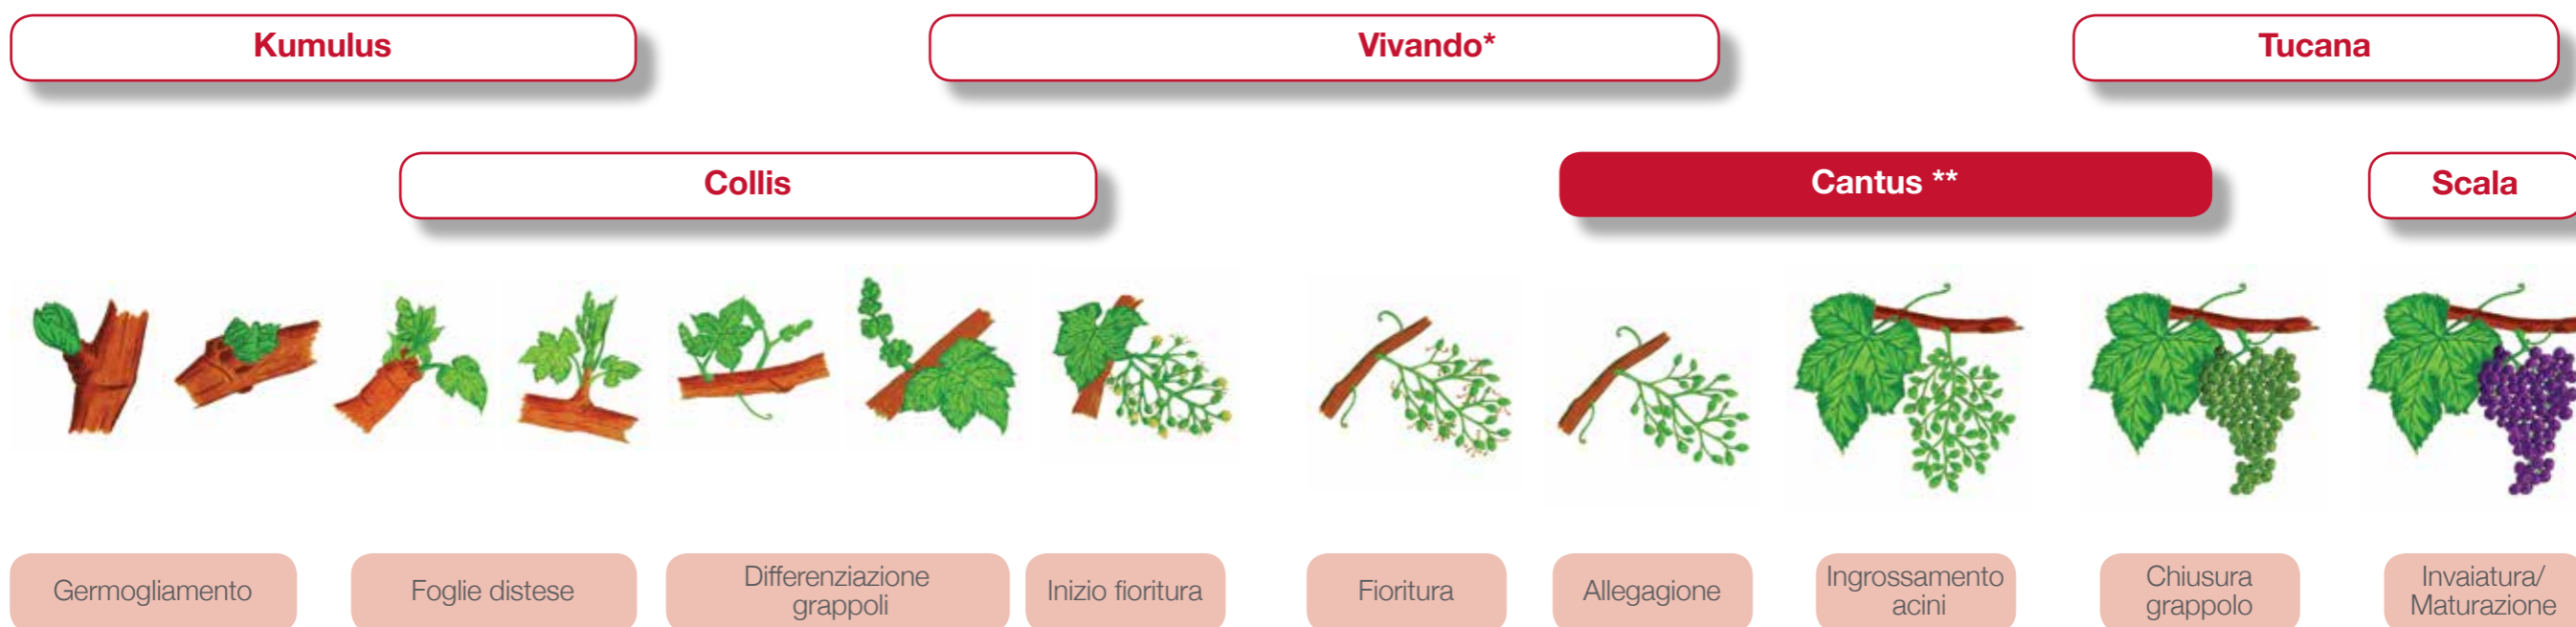 Kumulus
Vivando*
Tucana
Collis
Cantus **
Scala
Germogliamento
Foglie distese
Differenziazione
grappoli
Inizio fioritura
Fioritura
Allegagione
Ingrossamento
acini
Chiusura
grappolo
Invaiatura/
Maturazione